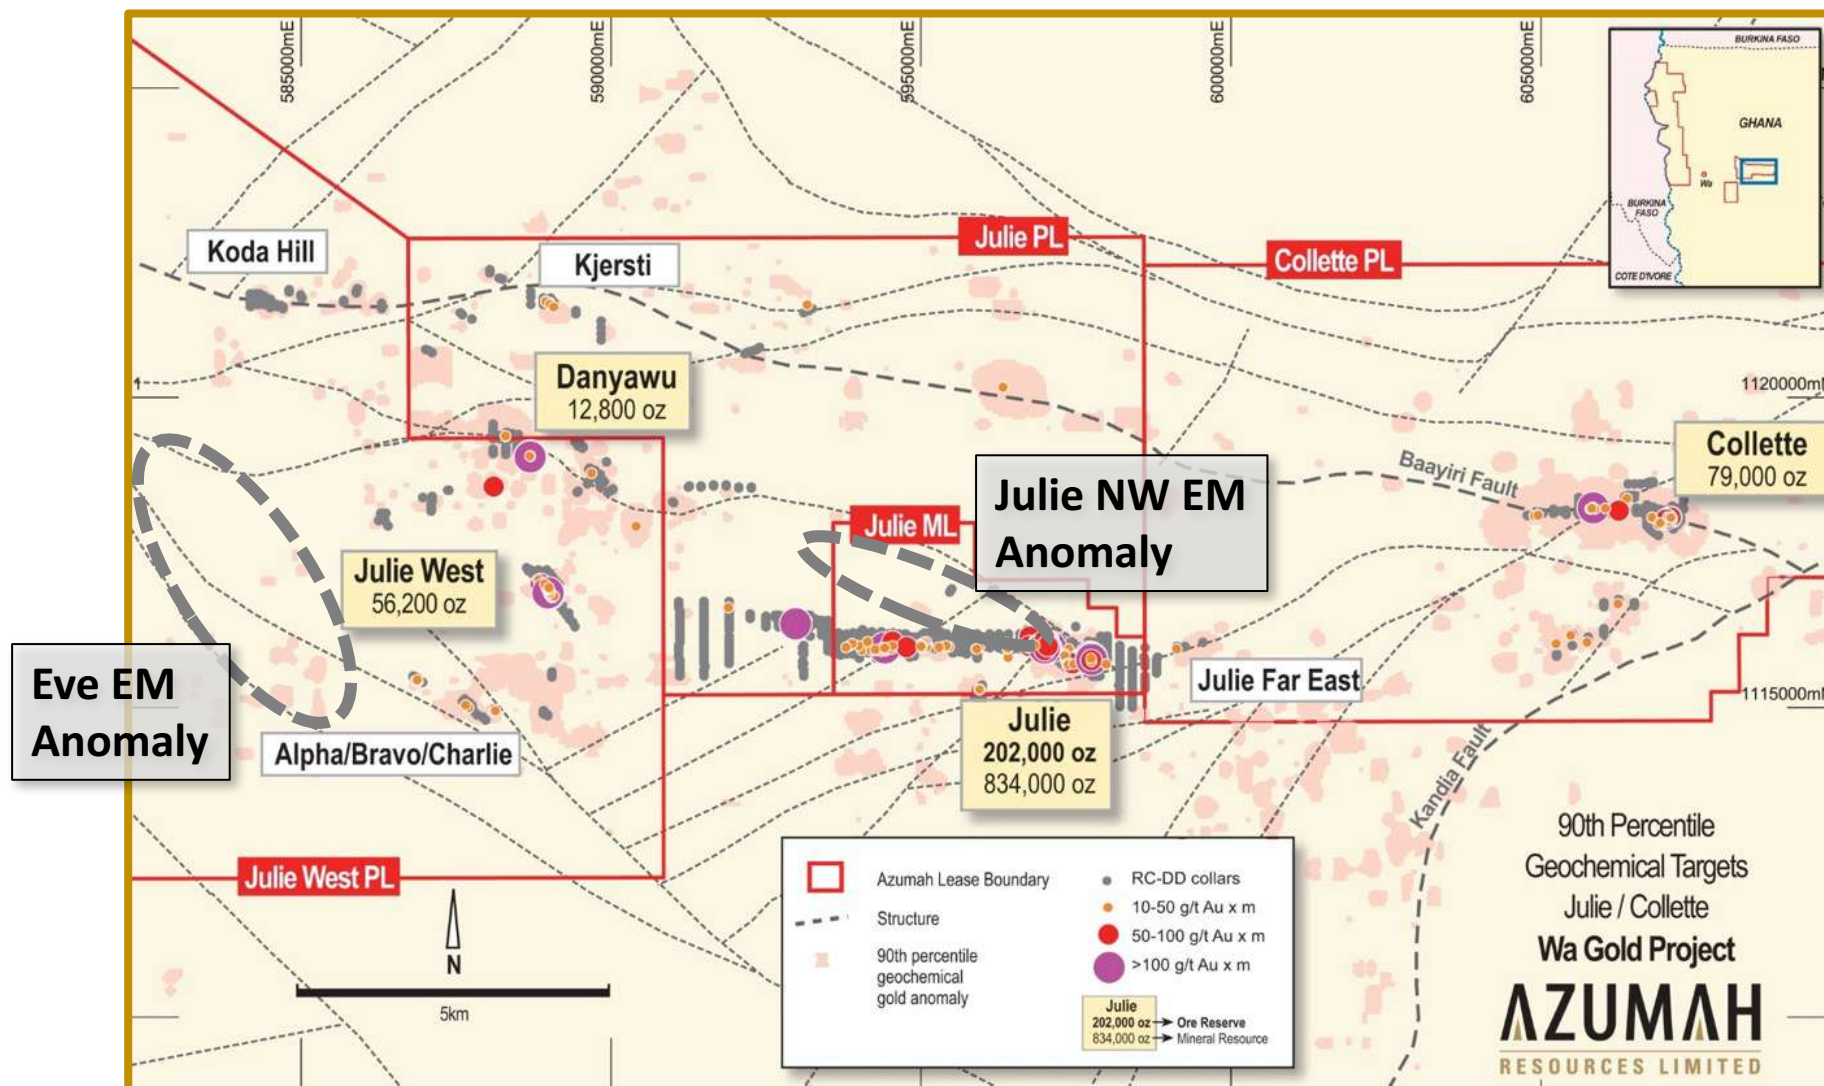 585000mE
590000mE
595000mE
600000mE
605000mE
BURKINA FASO
GHANA
Wa
BURKINA
FASO
COTE D'IVORE
Koda Hill
Kjersti
Julie PL
Collette PL
Danyawu
12,800 oz
1120000mN
Collette
79,000 oz
Baayiri Fault
Julie NW EM
Anomaly
Julie ML
Julie West
56,200 oz
Eve EM
Anomaly
Julie Far East
1115000mN
Alpha/Bravo/Charlie
Julie
202,000 oz
834,000 oz
Kandia Fault
Julie West PL
N
5km
Azumah Lease Boundary
Structure
90th percentile
geochemical
gold anomaly
RC-DD collars
10-50 g/t Au x m
50-100 g/t Au x m
>100 g/t Au x m
Julie
202,000 oz
Ore Reserve
834,000 oz
Mineral Resource
90th Percentile
Geochemical Targets
Julie / Collette
Wa Gold Project
AZUMAH
RESOURCES LIMITED